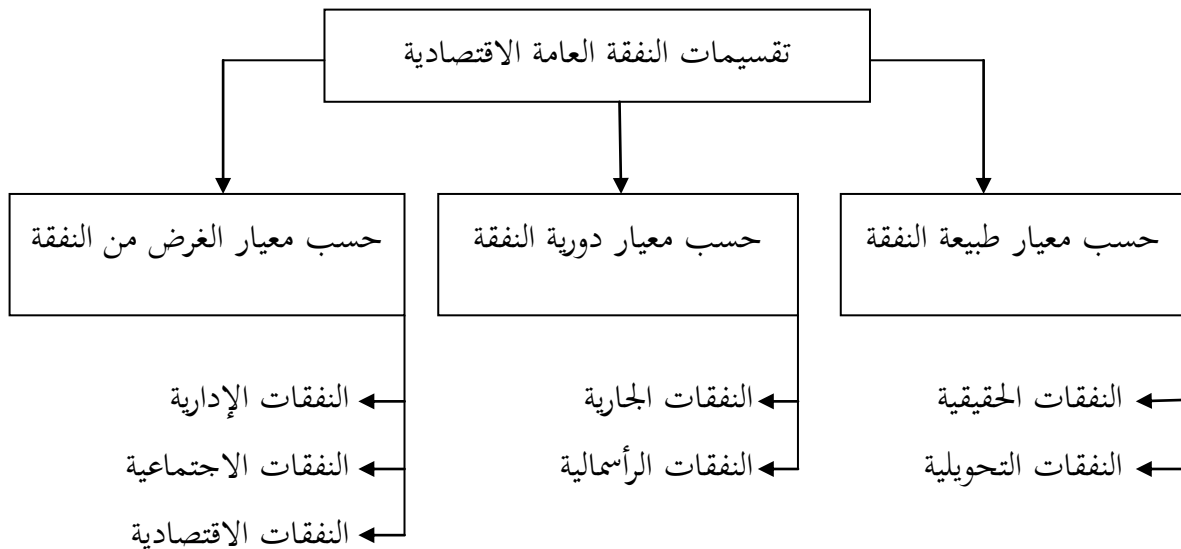 تقسيمات النفقة العامة الاقتصادية
حسب معيار طبيعة النفقة
النفقات الحقيقية
النفقات التحويلية
حسب معيار دورية النفقة
النفقات الجارية
النفقات الرأسمالية
حسب معيار الغرض من النفقة
النفقات الإدارية
النفقات الاجتماعية
النفقات الاقتصادية